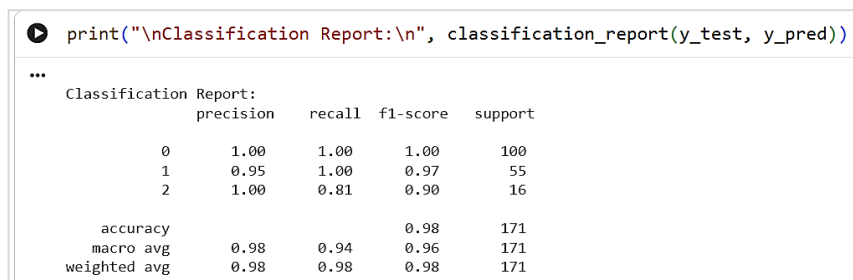 print("\nClassification Report:\n", classification_report(y_test, y_pred))
...
Classification Report:
precision recall f1-score support
0 1.00 1.00 1.00 100
1 0.95 1.00 0.97 55
2 1.00 0.81 0.90 16
accuracy 0.98 171
macro avg 0.98 0.94 0.96 171
weighted avg 0.98 0.98 0.98 171